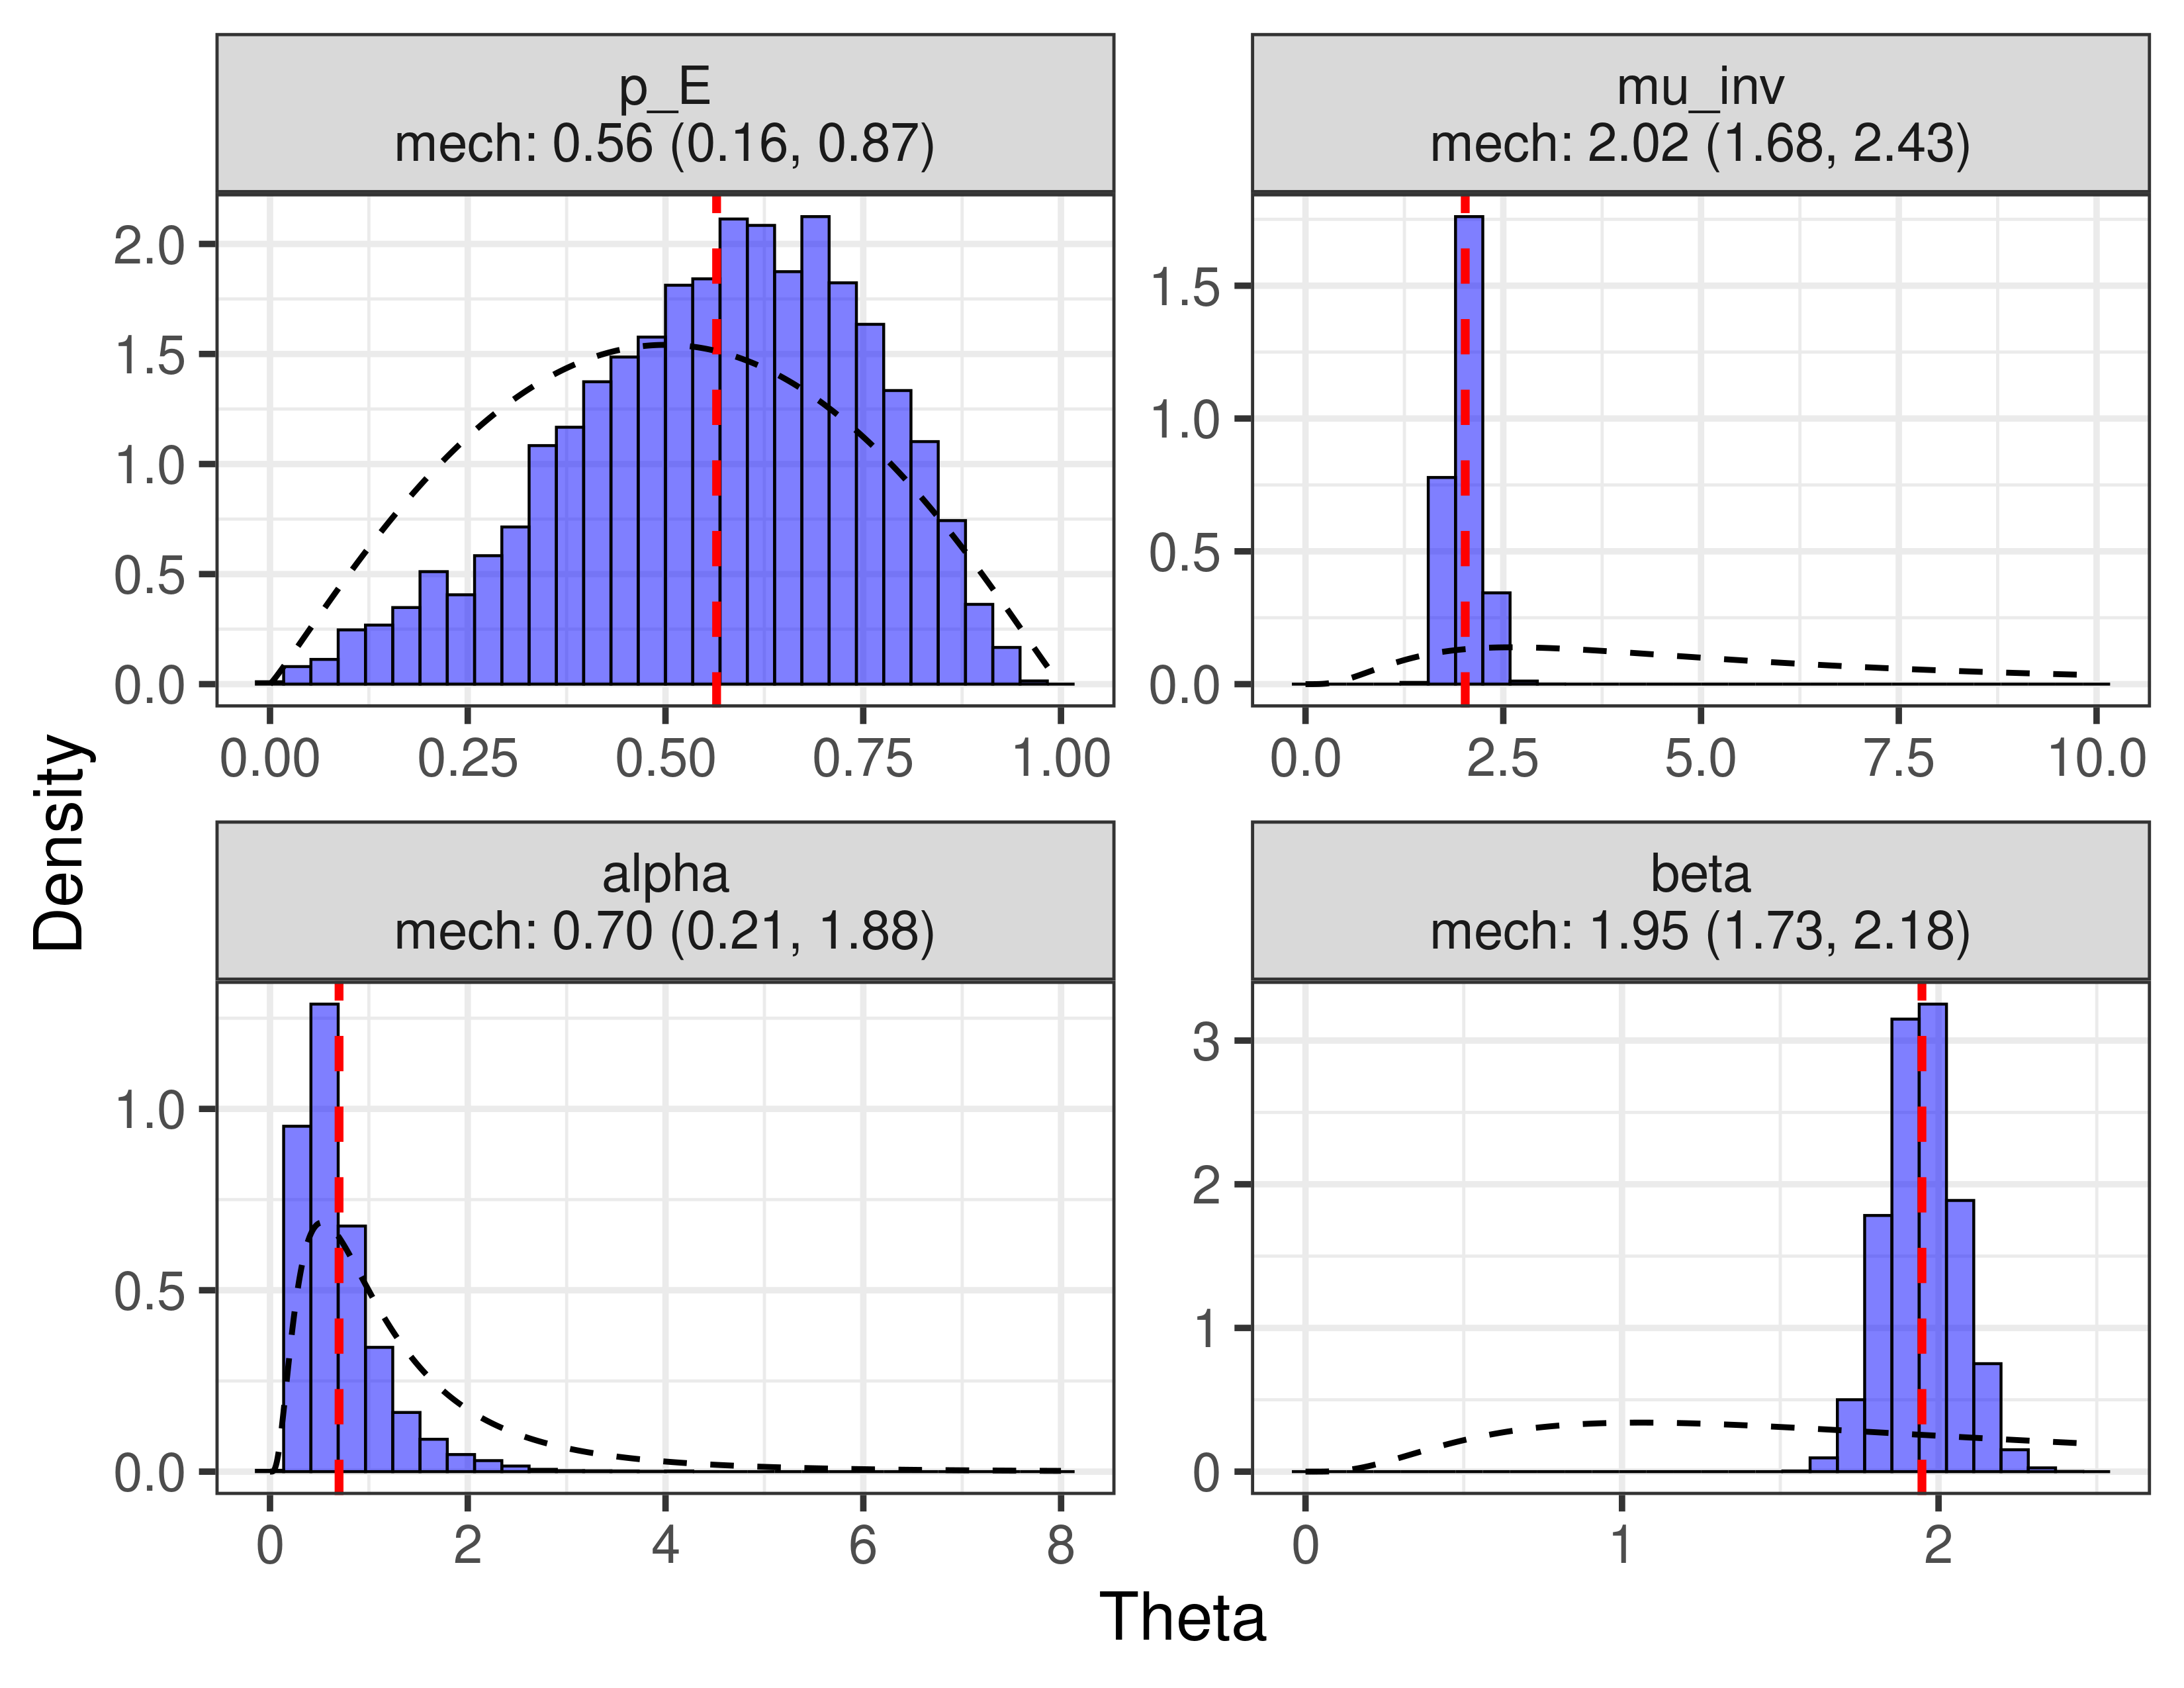 p_E
mech: 0.56 (0.16, 0.87)
mu_inv
mech: 2.02 (1.68, 2.43)
2.0
1.5
1.0
0.5
0.0
1.5
1.0
0.5
0.0
0.00 0.25 0.50 0.75 1.00
0.0 2.5 5.0 7.5 10.0
Density
alpha
mech: 0.70 (0.21, 1.88)
beta
mech: 1.95 (1.73, 2.18)
1.0
0.5
0.0
3
2
1
0
0 2 4 6 8
0 1 2
Theta